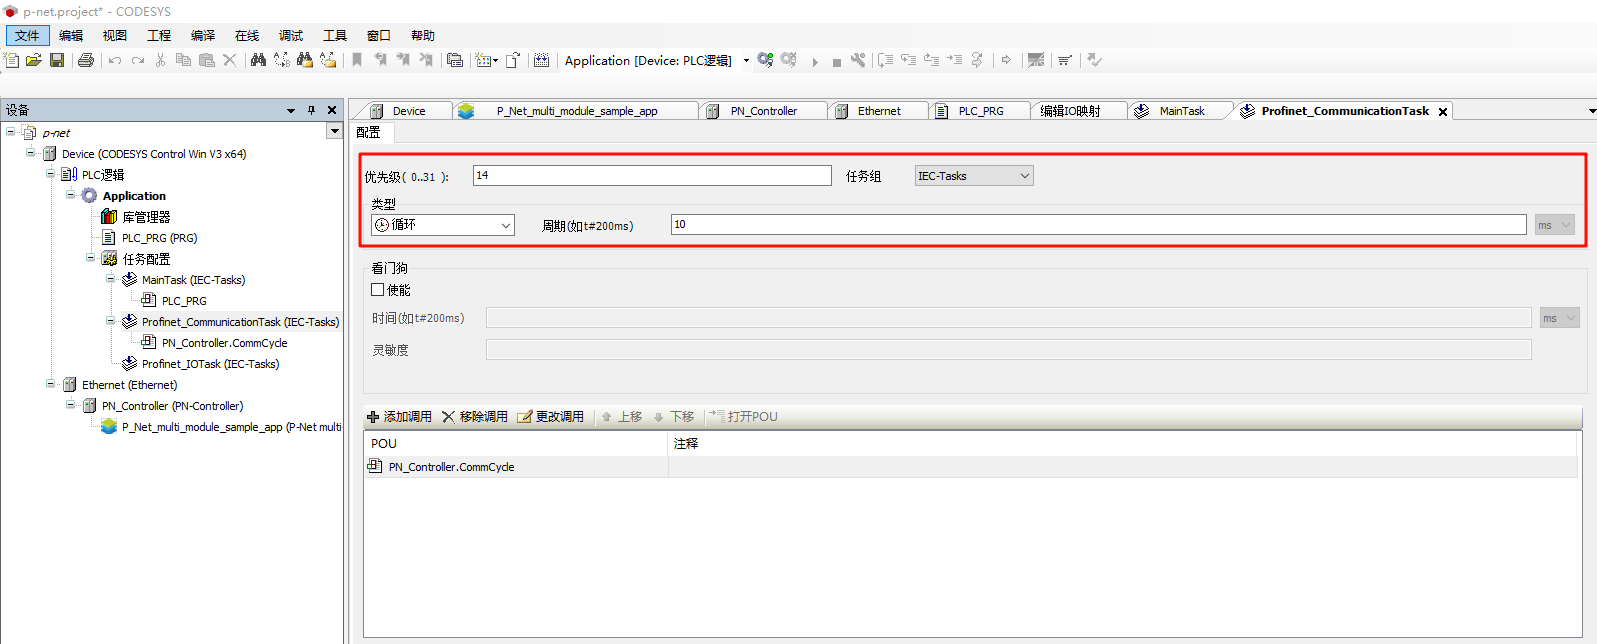 p-net.project* - CODESYS
文件 编辑 视图 工程 编译 在线 调试 工具 窗口 帮助
Application [Device: PLC逻辑]
设备
p-net
Device (CODESYS Control Win V3 x64)
PLC逻辑
Application
库管理器
PLC_PRG (PRG)
任务配置
MainTask (IEC-Tasks)
PLC_PRG
Profinet_CommunicationTask (IEC-Tasks)
PN_Controller.CommCycle
Profinet_IOTask (IEC-Tasks)
Ethernet (Ethernet)
PN_Controller (PN-Controller)
P_Net_multi_module_sample_app (P-Net multi
Device P_Net_multi_module_sample_app PN_Controller Ethernet PLC_PRG 编辑IO映射 MainTask Profinet_CommunicationTask
配置
优先级( 0..31 ): 14 任务组 IEC-Tasks
类型
循环 周期(如t#200ms) 10 ms
看门狗
使能
时间(如t#200ms) ms
灵敏度
添加调用 移除调用 更改调用 上移 下移 打开POU
POU 注释
PN_Controller.CommCycle